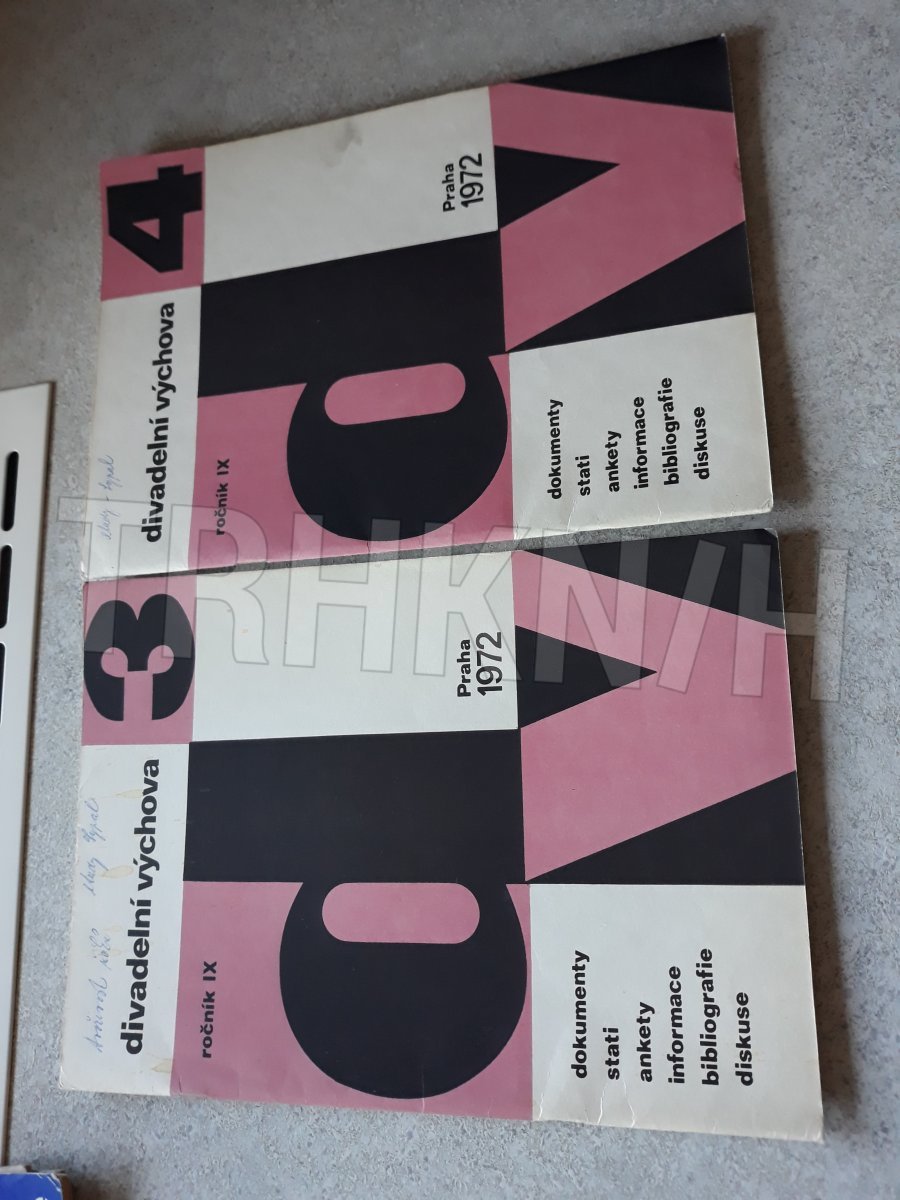 divadelní výchova
4
ročník IX
Praha
1972
dokumenty
stati
ankety
informace
bibliografie
diskuse
divadelní výchova
3
ročník IX
Praha
1972
dokumenty
stati
ankety
informace
bibliografie
diskuse
TRHKNIH